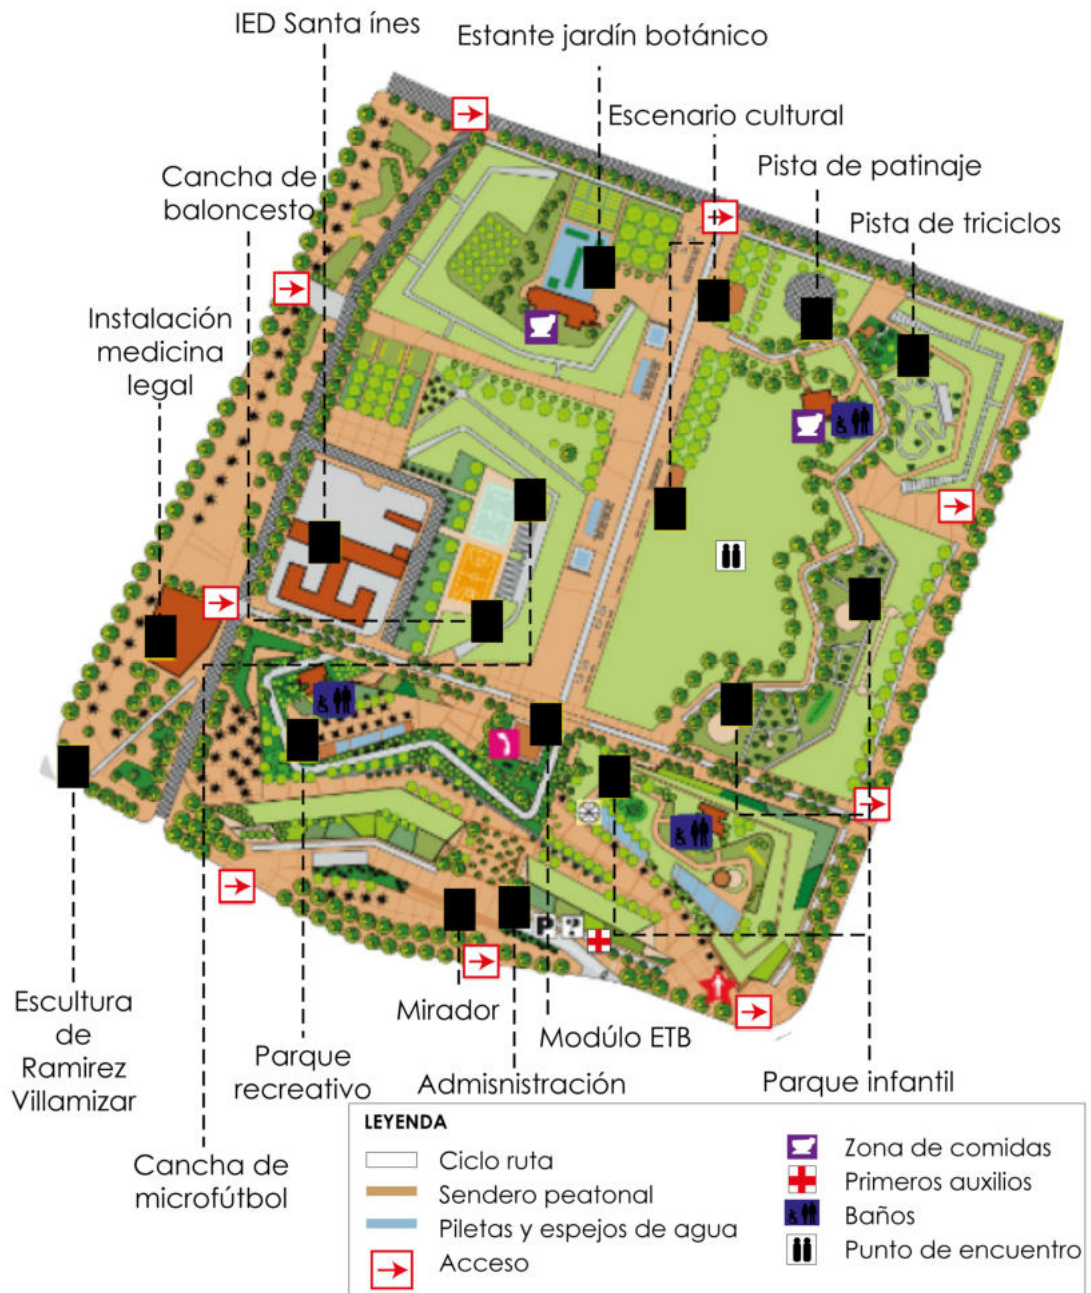 IED Santa ínes
Estante jardín botánico
Escenario cultural
Pista de patinaje
Pista de triciclos
Cancha de
baloncesto
Instalación
medicina
legal
P ?
Escultura
de
Ramirez
Villamizar
Mirador
Modúlo ETB
Parque
recreativo
Admisnistración
Parque infantil
Cancha de
microfútbol
LEYENDA
Ciclo ruta
Sendero peatonal
Piletas y espejos de agua
Acceso
Zona de comidas
Primeros auxilios
Baños
Punto de encuentro